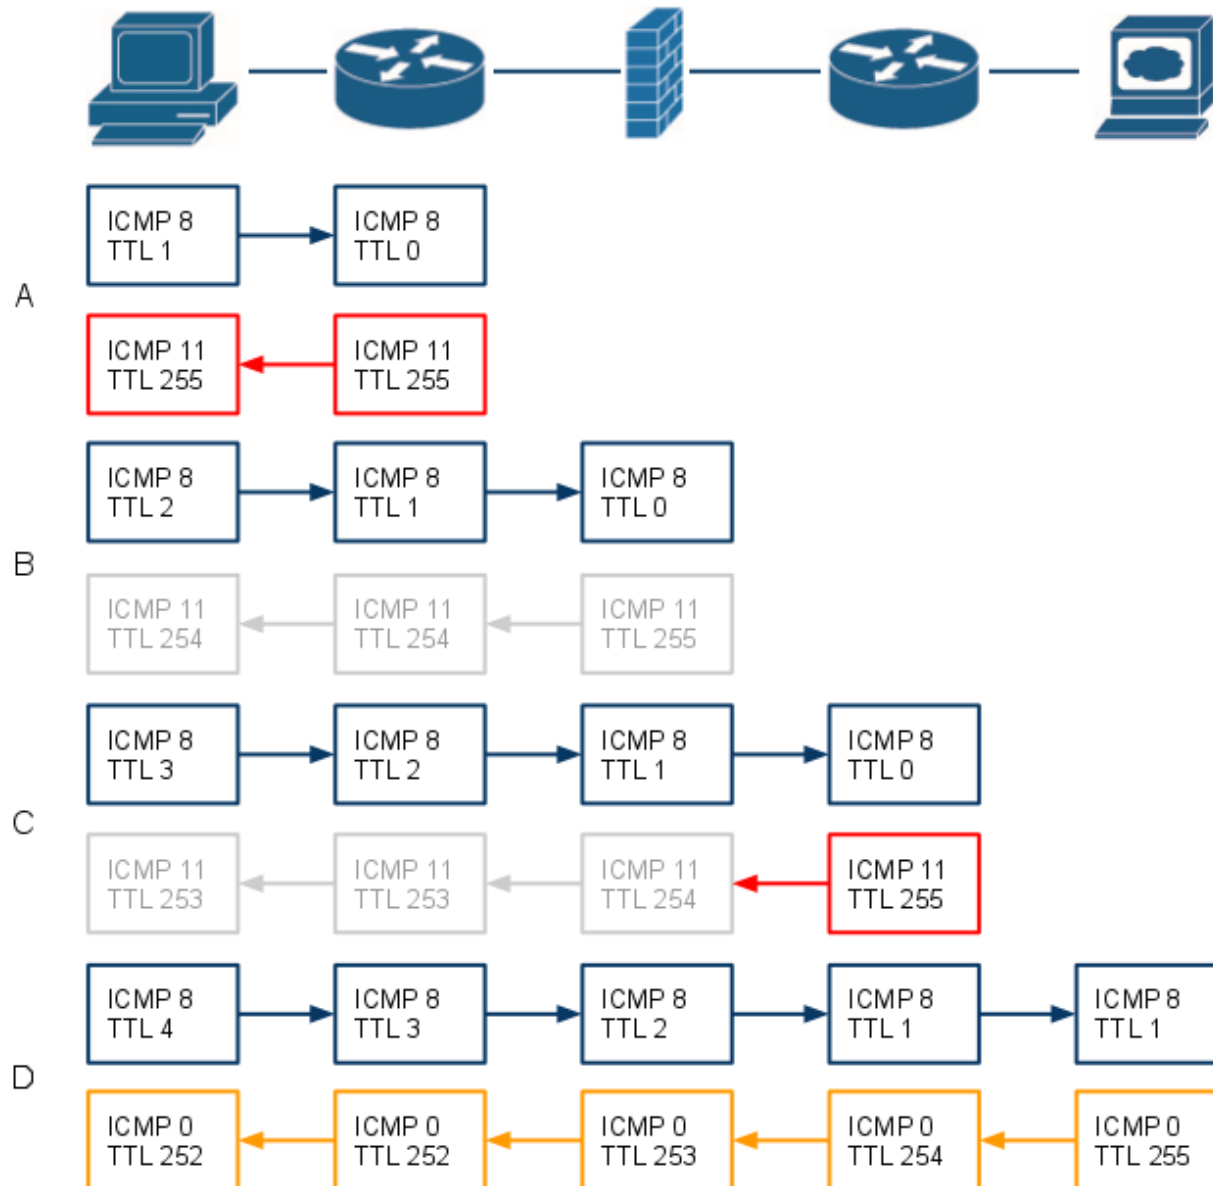 ICMP 8
TTL 1
ICMP 8
TTL 0
A
ICMP 11
TTL 255
ICMP 11
TTL 255
ICMP 8
TTL 2
ICMP 8
TTL 1
ICMP 8
TTL 0
B
ICMP 11
TTL 254
ICMP 11
TTL 254
ICMP 11
TTL 255
ICMP 8
TTL 3
ICMP 8
TTL 2
ICMP 8
TTL 1
ICMP 8
TTL 0
C
ICMP 11
TTL 253
ICMP 11
TTL 253
ICMP 11
TTL 254
ICMP 11
TTL 255
ICMP 8
TTL 4
ICMP 8
TTL 3
ICMP 8
TTL 2
ICMP 8
TTL 1
ICMP 8
TTL 1
D
ICMP 0
TTL 252
ICMP 0
TTL 252
ICMP 0
TTL 253
ICMP 0
TTL 254
ICMP 0
TTL 255